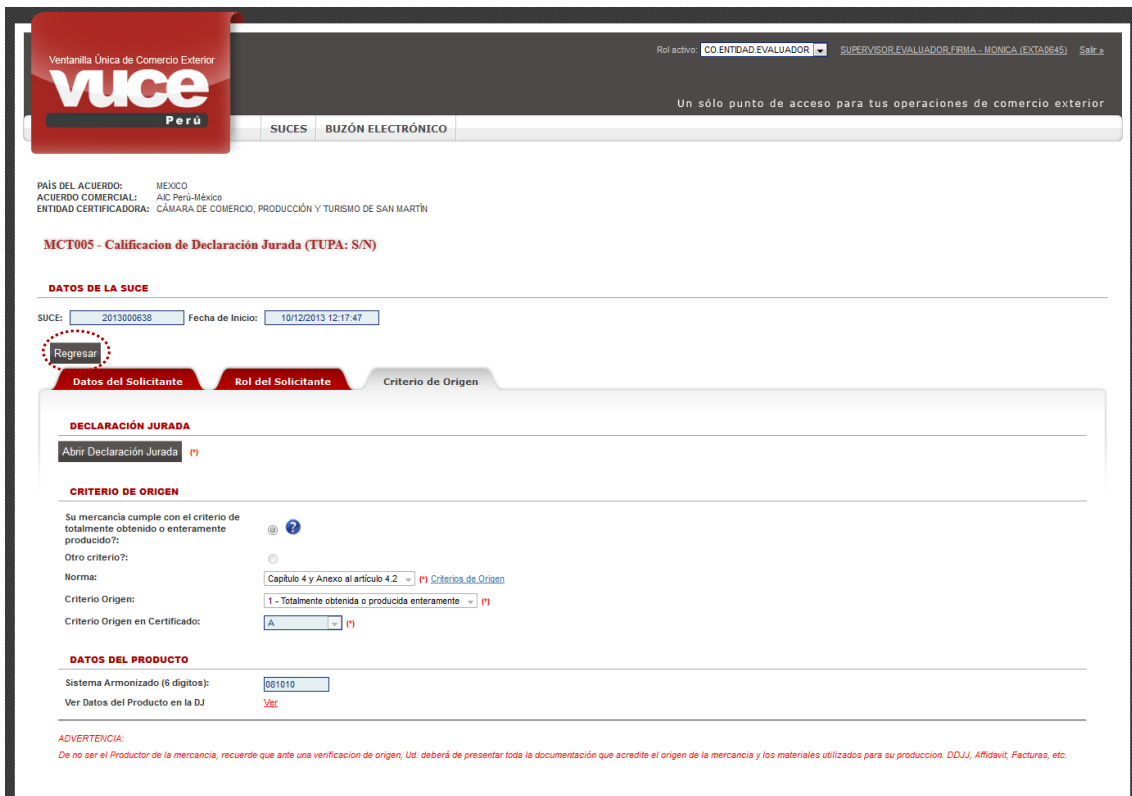 Ventanilla Única de Comercio Exterior
vuce
Perú
Rol activo: CO.ENTIDAD.EVALUADOR SUPERVISOR,EVALUADOR,FIRMA - MONICA (EXTA0645) Salir »
Un sólo punto de acceso para tus operaciones de comercio exterior
SUCES BUZÓN ELECTRÓNICO
PAÍS DEL ACUERDO: MEXICO
ACUERDO COMERCIAL: AIC Perú-México
ENTIDAD CERTIFICADORA: CÁMARA DE COMERCIO, PRODUCCIÓN Y TURISMO DE SAN MARTÍN
MCT005 - Calificacion de Declaración Jurada (TUPA: S/N)
DATOS DE LA SUCE
SUCE: 2013000638 Fecha de Inicio: 10/12/2013 12:17:47
Regresar
Datos del Solicitante Rol del Solicitante Criterio de Origen
DECLARACIÓN JURADA
Abrir Declaración Jurada (*)
CRITERIO DE ORIGEN
Su mercancía cumple con el criterio de
totalmente obtenido o enteramente
producido?: ?
Otro criterio?:
Norma: Capítulo 4 y Anexo al artículo 4.2 (*) Criterios de Origen
Criterio Origen: 1 - Totalmente obtenida o producida enteramente (*)
Criterio Origen en Certificado: A (*)
DATOS DEL PRODUCTO
Sistema Armonizado (6 dígitos): 081010
Ver Datos del Producto en la DJ Ver
ADVERTENCIA:
De no ser el Productor de la mercancia, recuerde que ante una verificacion de origen, Ud. deberá de presentar toda la documentación que acredite el origen de la mercancia y los materiales utilizados para su produccion. DDJJ, Affidavit, Facturas, etc.